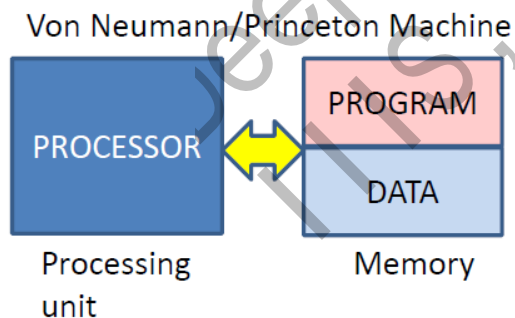 Von Neumann/Princeton Machine
PROCESSOR
PROGRAM
DATA
Processing
unit
Memory